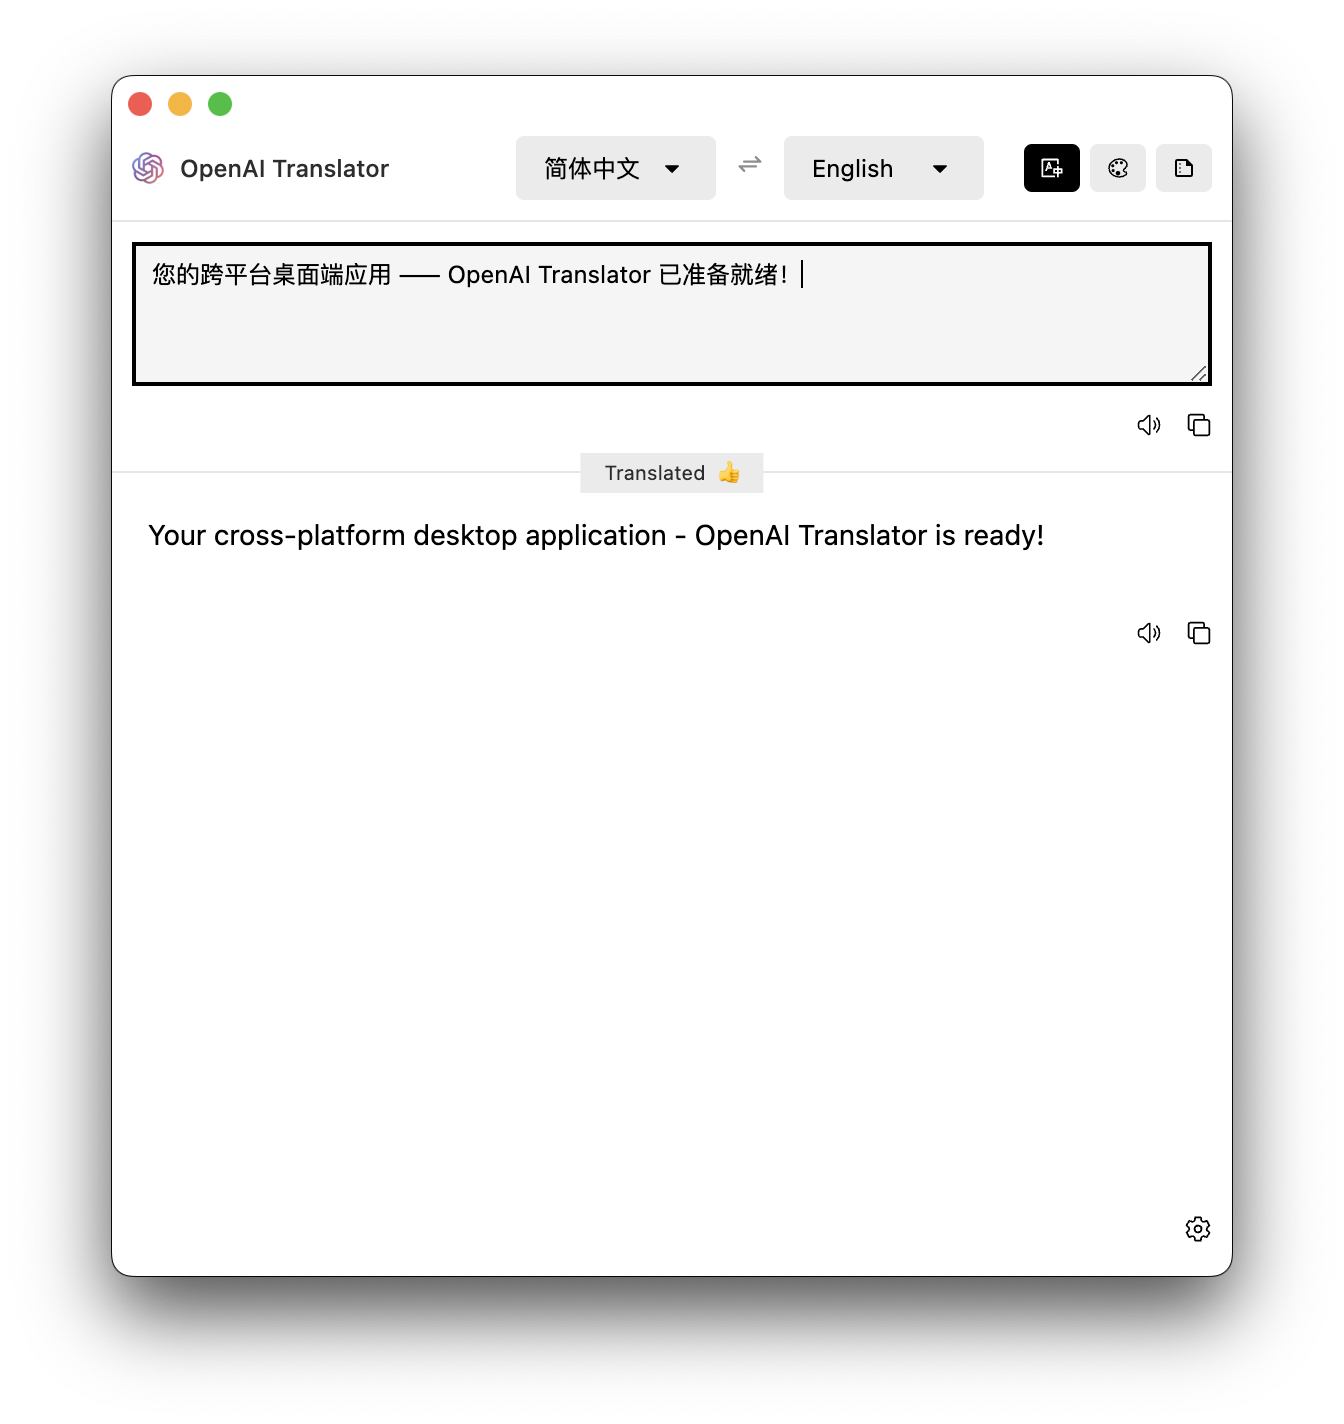 OpenAI Translator
简体中文
English
您的跨平台桌面端应用 —— OpenAI Translator 已准备就绪！
Translated 👍
Your cross-platform desktop application - OpenAI Translator is ready!